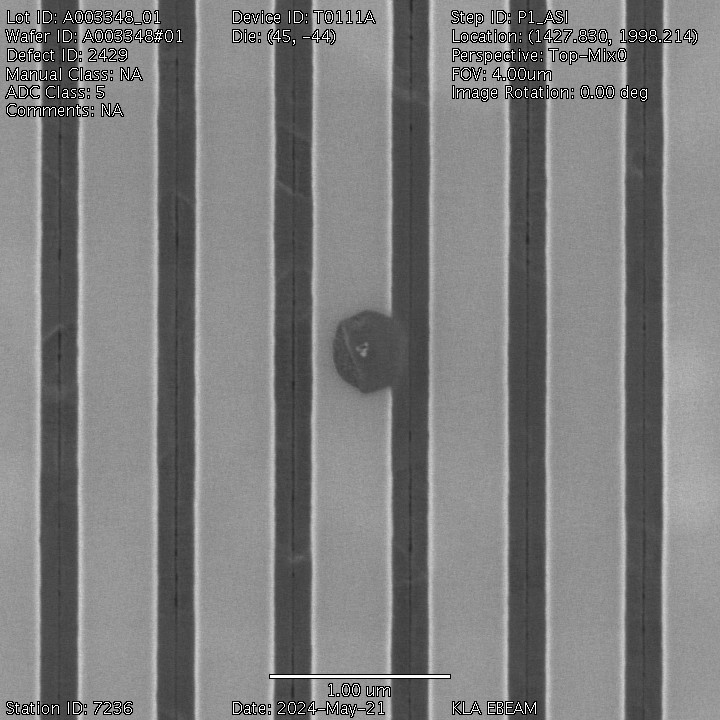 Lot ID: A003348_01
Wafer ID: A003348#01
Defect ID: 2429
Manual Class: NA
ADC Class: 5
Comments: NA
Device ID: T0111A
Die: (45, -44)
Step ID: P1_ASI
Location: (1427.830, 1998.214)
Perspective: Top-Mix0
FOV: 4.00um
Image Rotation: 0.00 deg
1.00 um
Station ID: 7236
Date: 2024-May-21
KLA EBEAM